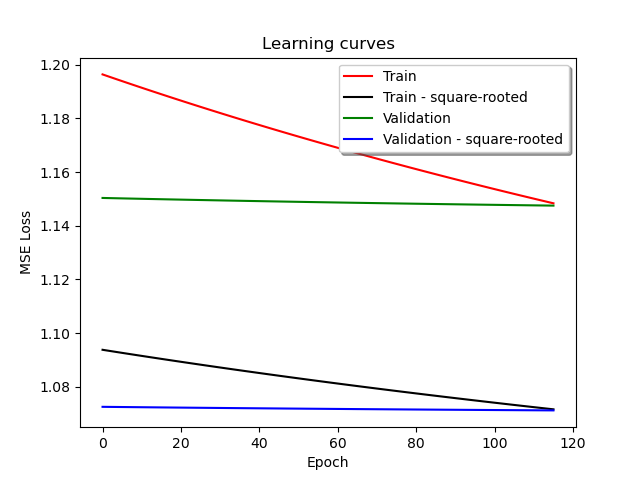 Learning curves
Train
Train - square-rooted
Validation
Validation - square-rooted
MSE Loss
1.20
1.18
1.16
1.14
1.12
1.10
1.08
0 20 40 60 80 100 120
Epoch